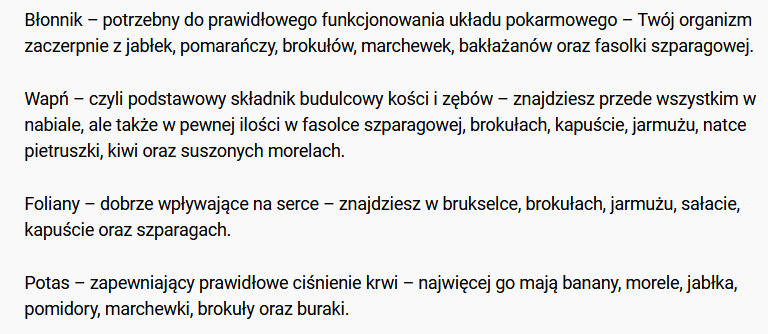 Błonnik – potrzebny do prawidłowego funkcjonowania układu pokarmowego – Twój organizm
zaczerpnie z jabłek, pomarańczy, brokułów, marchewek, bakłażanów oraz fasolki szparagowej.
Wapń – czyli podstawowy składnik budulcowy kości i zębów – znajdziesz przede wszystkim w
nabiale, ale także w pewnej ilości w fasolce szparagowej, brokułach, kapuście, jarmużu, natce
pietruszki, kiwi oraz suszonych morelach.
Foliany – dobrze wpływające na serce – znajdziesz w brukselce, brokułach, jarmużu, sałacie,
kapuście oraz szparagach.
Potas – zapewniający prawidłowe ciśnienie krwi – najwięcej go mają banany, morele, jabłka,
pomidory, marchewki, brokuły oraz buraki.